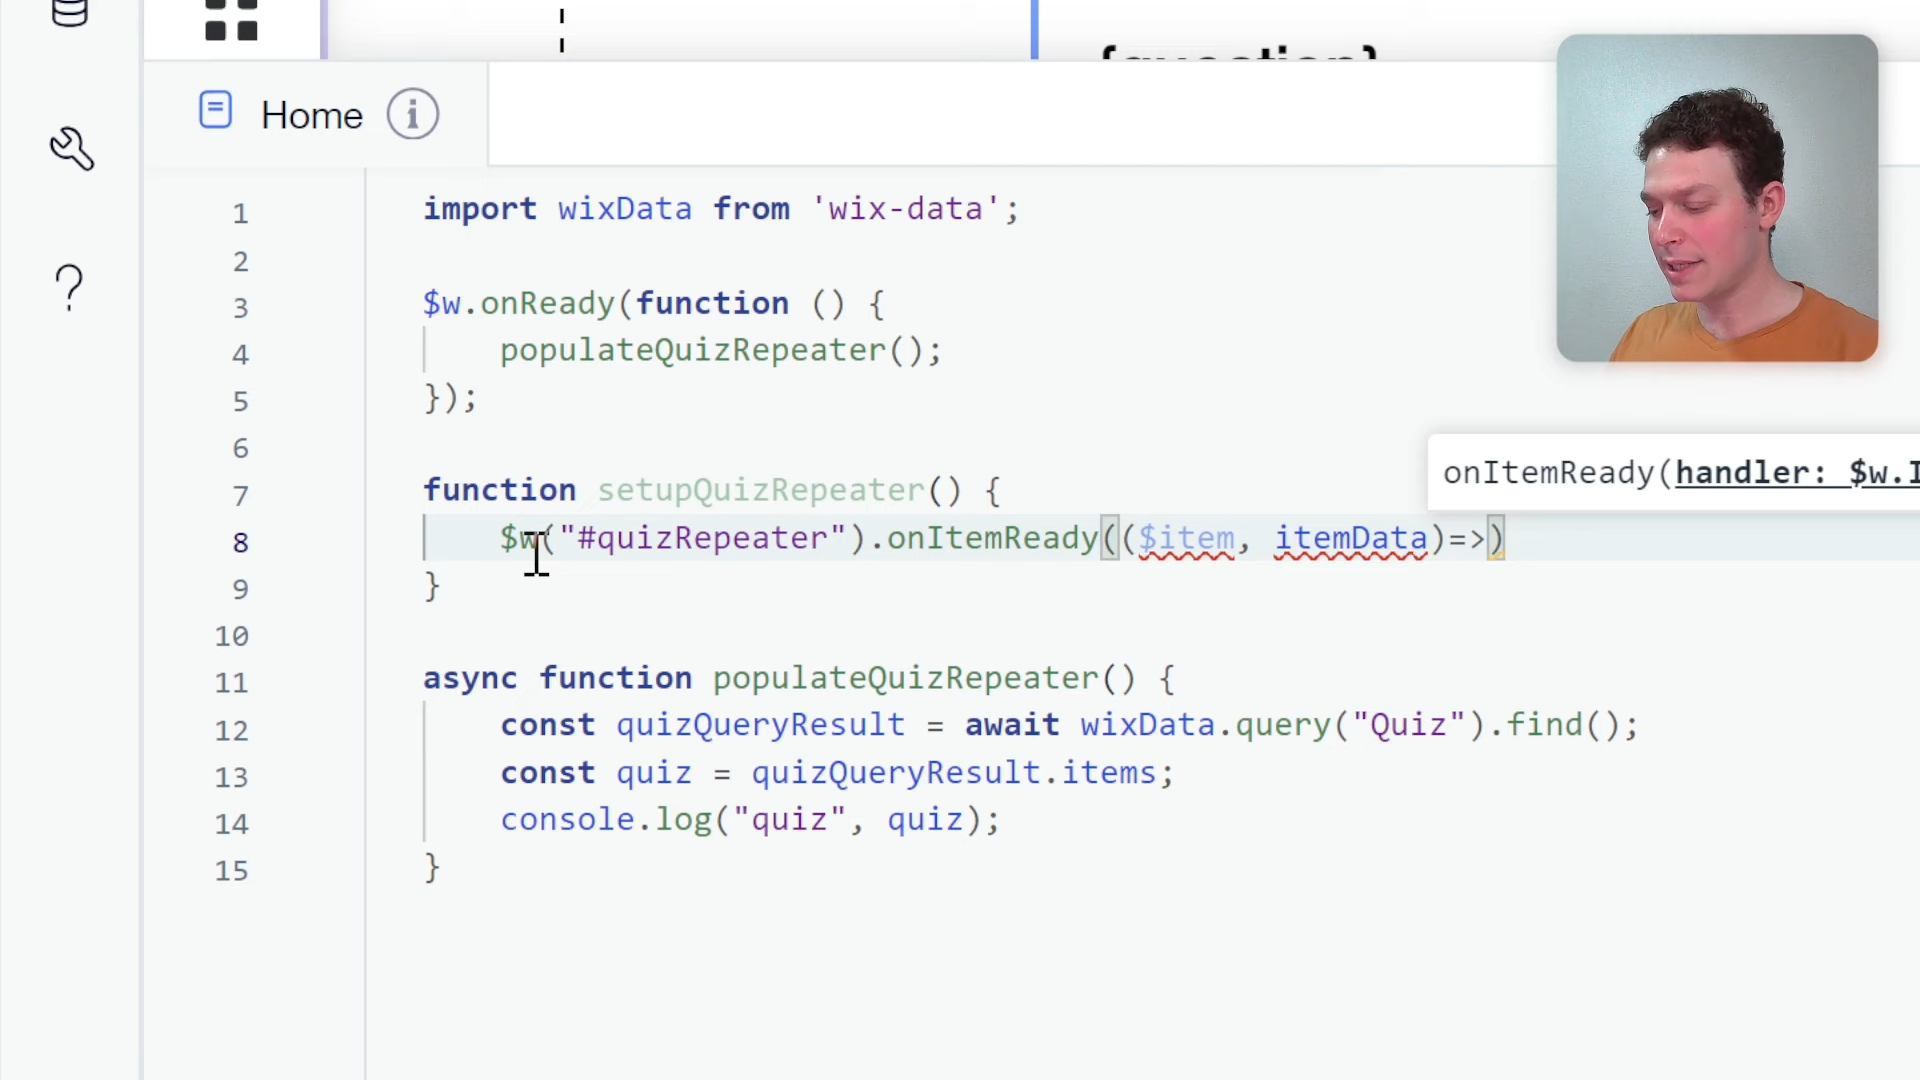 {question}
Home
1 import wixData from 'wix-data';
2
3 $w.onReady(function () {
4 populateQuizRepeater();
5 });
6
onItemReady(handler: $w.I
7 function setupQuizRepeater() {
8 $w("#quizRepeater").onItemReady(($item, itemData)=>)
9 }
10
11 async function populateQuizRepeater() {
12 const quizQueryResult = await wixData.query("Quiz").find();
13 const quiz = quizQueryResult.items;
14 console.log("quiz", quiz);
15 }